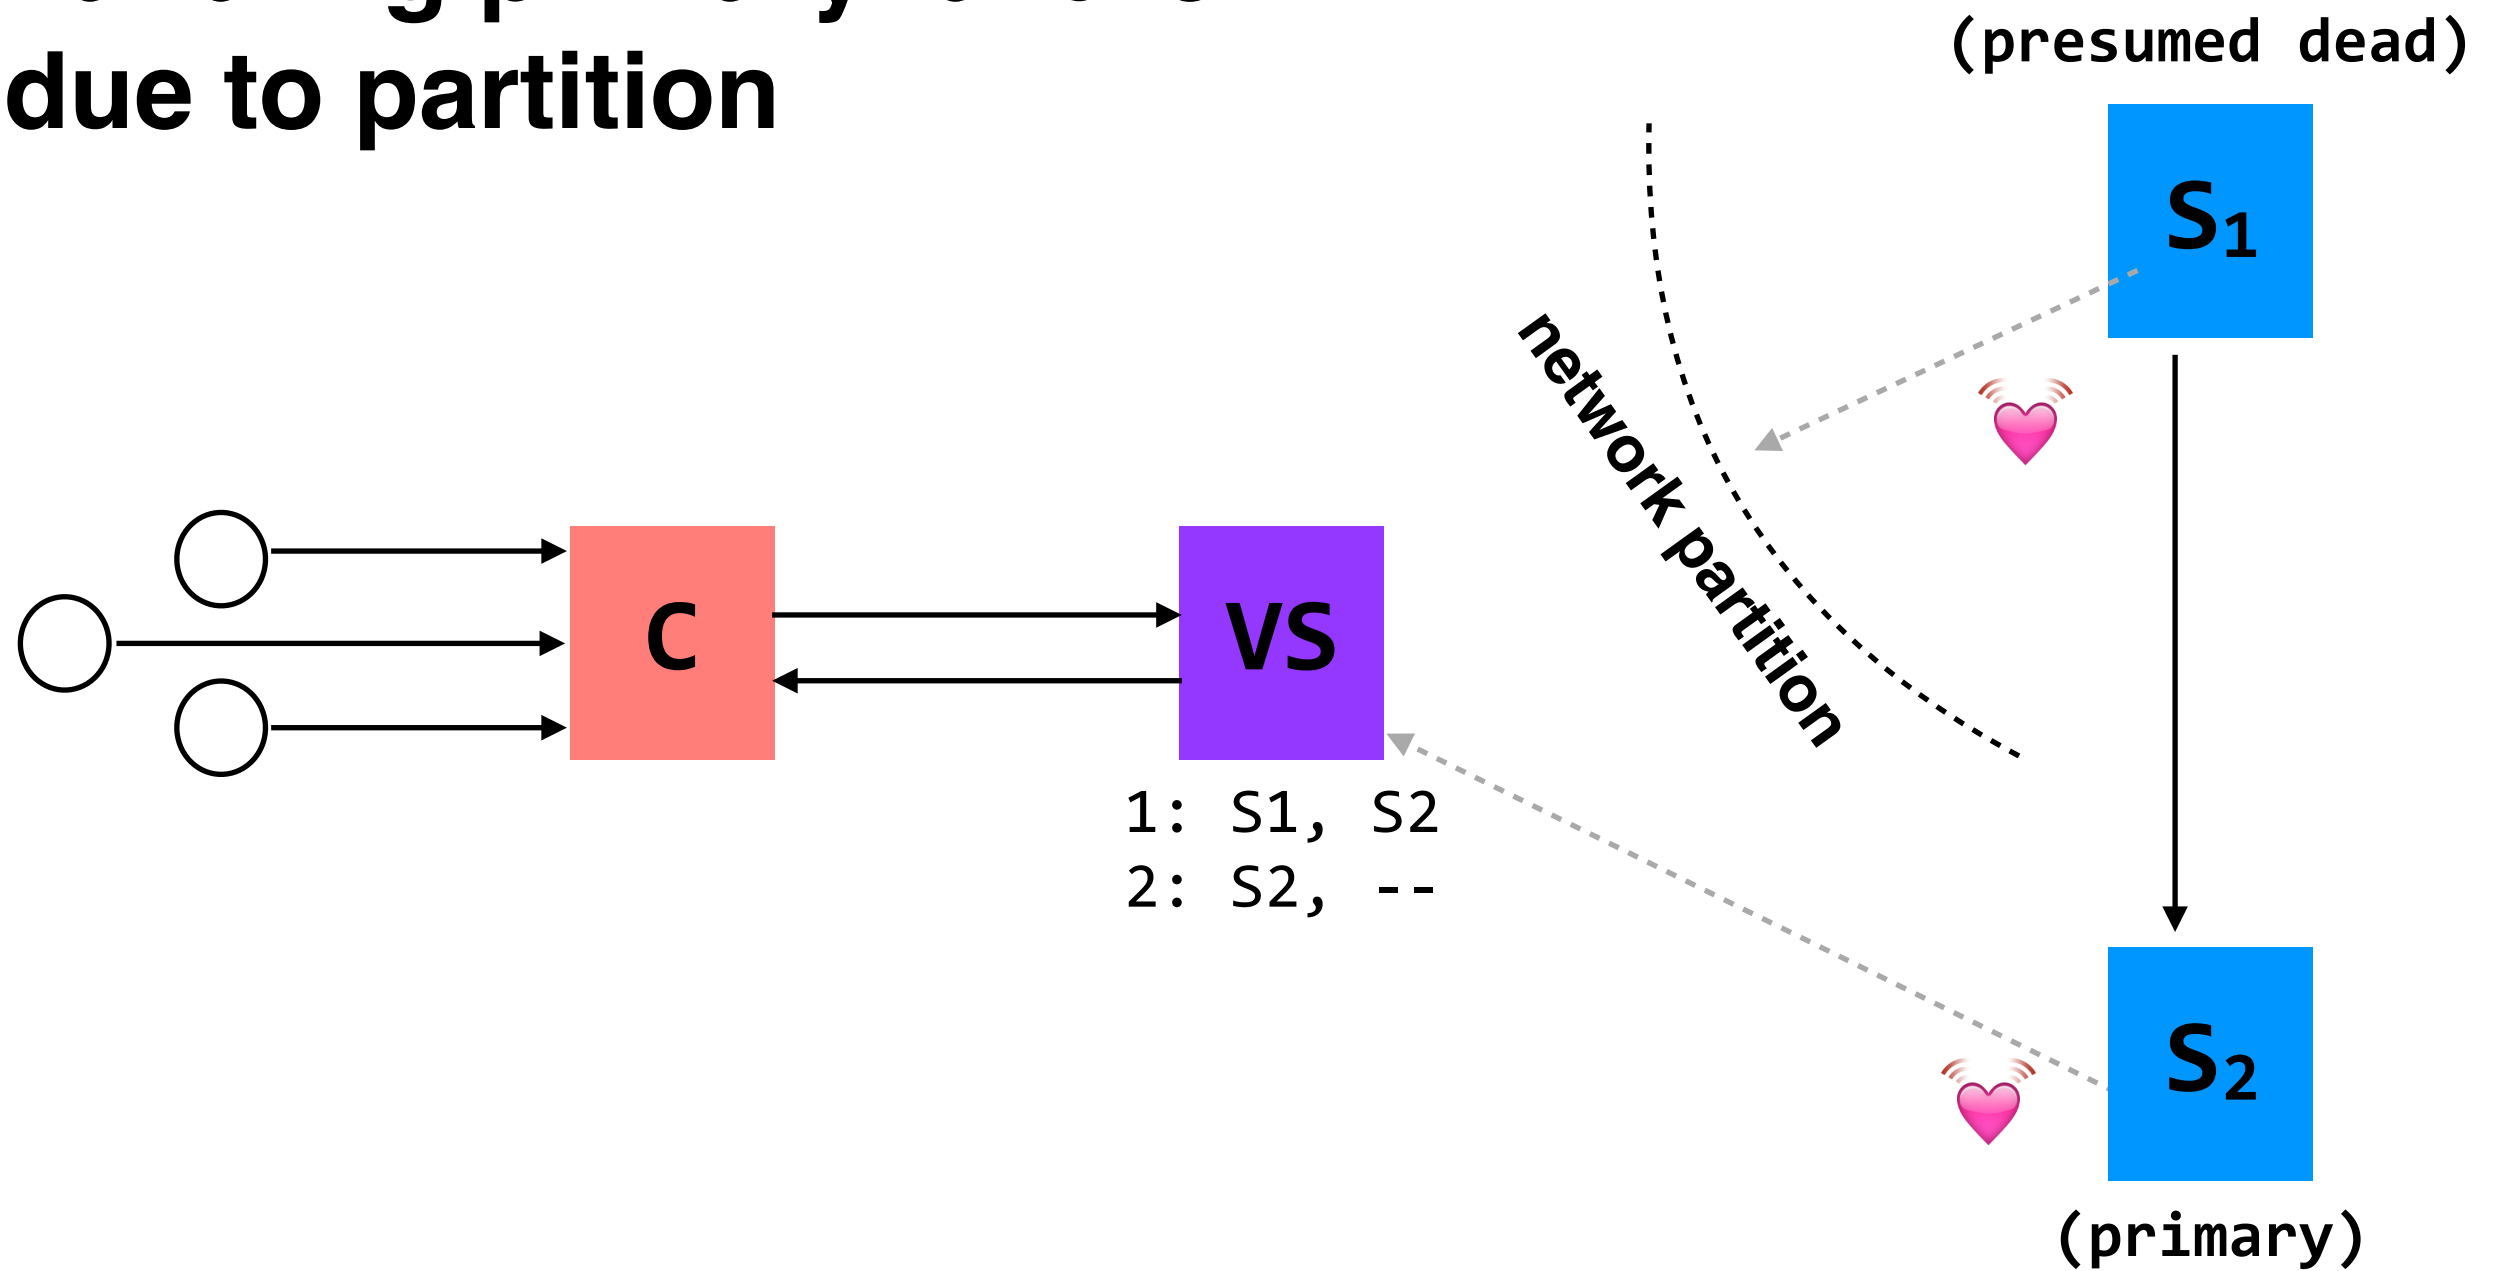 due to partition
(presumed dead)
S1
network partition
C
VS
1: S1, S2
2: S2, --
S2
(primary)